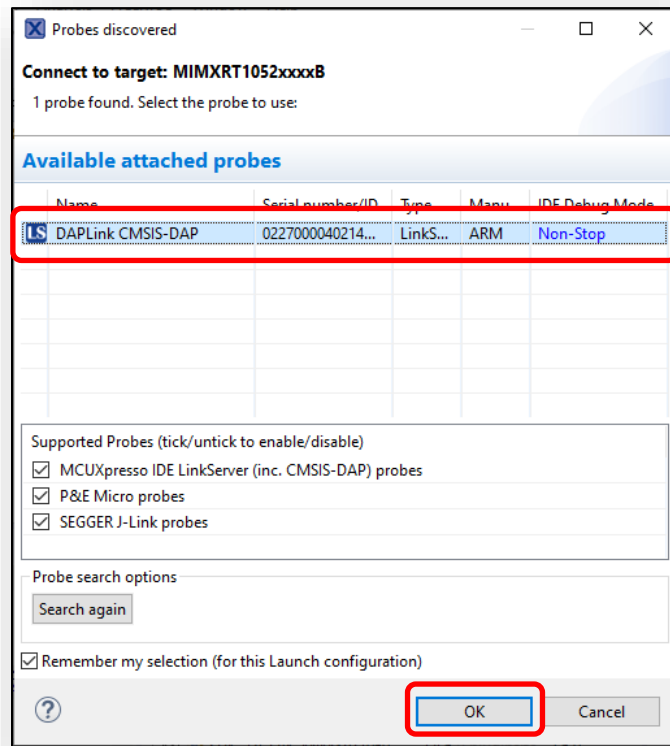 Probes discovered
Connect to target: MIMXRT1052xxxxB
1 probe found. Select the probe to use:
Available attached probes
Name Serial number/ID Type Manu IDE Debug Mode
LS DAPLink CMSIS-DAP 0227000040214... LinkS... ARM Non-Stop
Supported Probes (tick/untick to enable/disable)
MCUXpresso IDE LinkServer (inc. CMSIS-DAP) probes
P&E Micro probes
SEGGER J-Link probes
Probe search options
Search again
Remember my selection (for this Launch configuration)
? OK Cancel